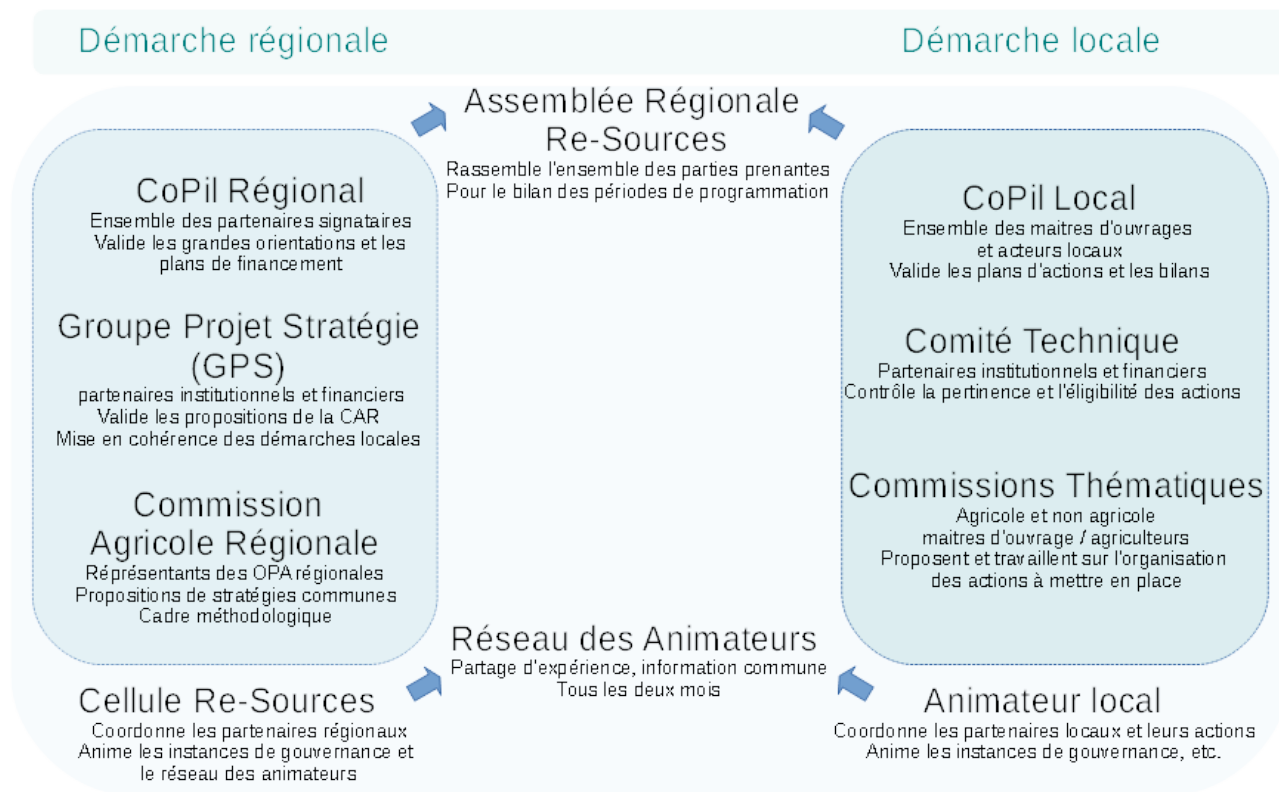 Démarche régionale
Démarche locale
Assemblée Régionale
Re-Sources
Rassemble l'ensemble des parties prenantes
Pour le bilan des périodes de programmation
CoPil Régional
Ensemble des partenaires signataires
Valide les grandes orientations et les
plans de financement
Groupe Projet Stratégie
(GPS)
partenaires institutionnels et financiers
Valide les propositions de la CAR
Mise en cohérence des démarches locales
Commission
Agricole Régionale
Réprésentants des OPA régionales
Propositions de stratégies communes
Cadre méthodologique
CoPil Local
Ensemble des maitres d'ouvrages
et acteurs locaux
Valide les plans d'actions et les bilans
Comité Technique
Partenaires institutionnels et financiers
Contrôle la pertinence et l'éligibilité des actions
Commissions Thématiques
Agricole et non agricole
maitres d'ouvrage / agriculteurs
Proposent et travaillent sur l'organisation
des actions à mettre en place
Réseau des Animateurs
Partage d'expérience, information commune
Tous les deux mois
Cellule Re-Sources
Coordonne les partenaires régionaux
Anime les instances de gouvernance et
le réseau des animateurs
Animateur local
Coordonne les partenaires locaux et leurs actions
Anime les instances de gouvernance, etc.